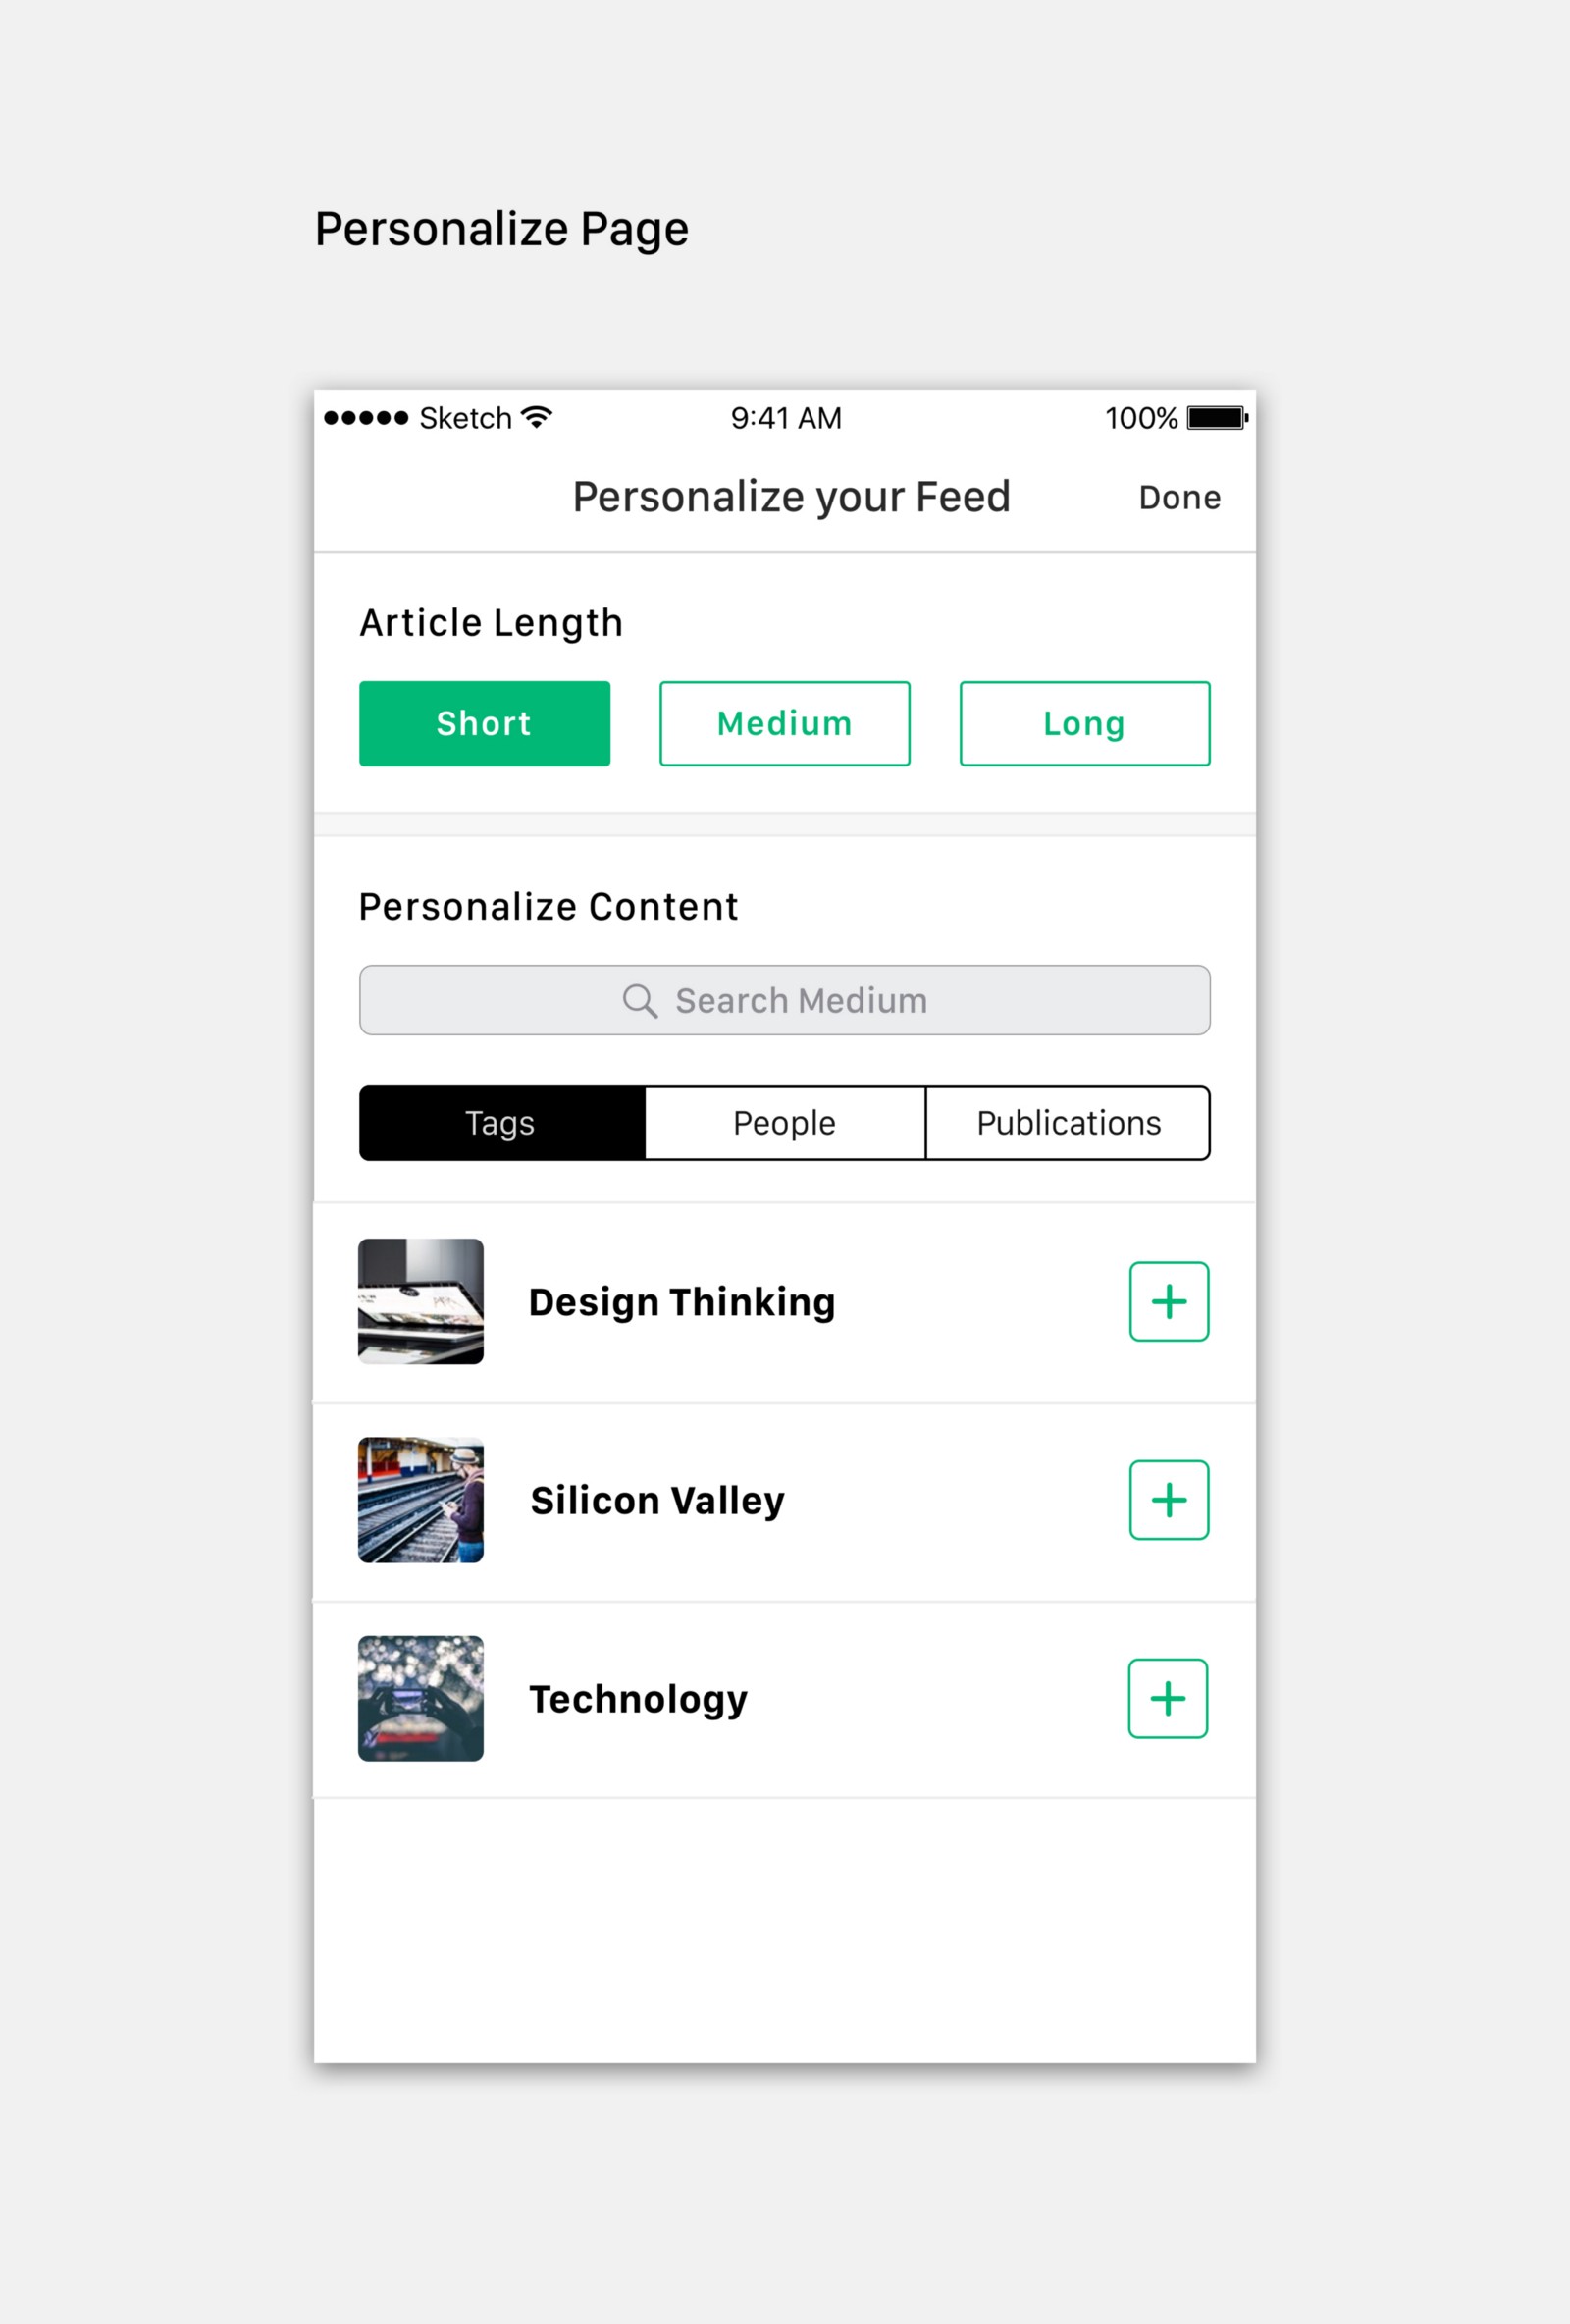 Personalize Page
Sketch 9:41 AM 100%
Personalize your Feed Done
Article Length
Short Medium Long
Personalize Content
Search Medium
Tags People Publications
Design Thinking
Silicon Valley
Technology